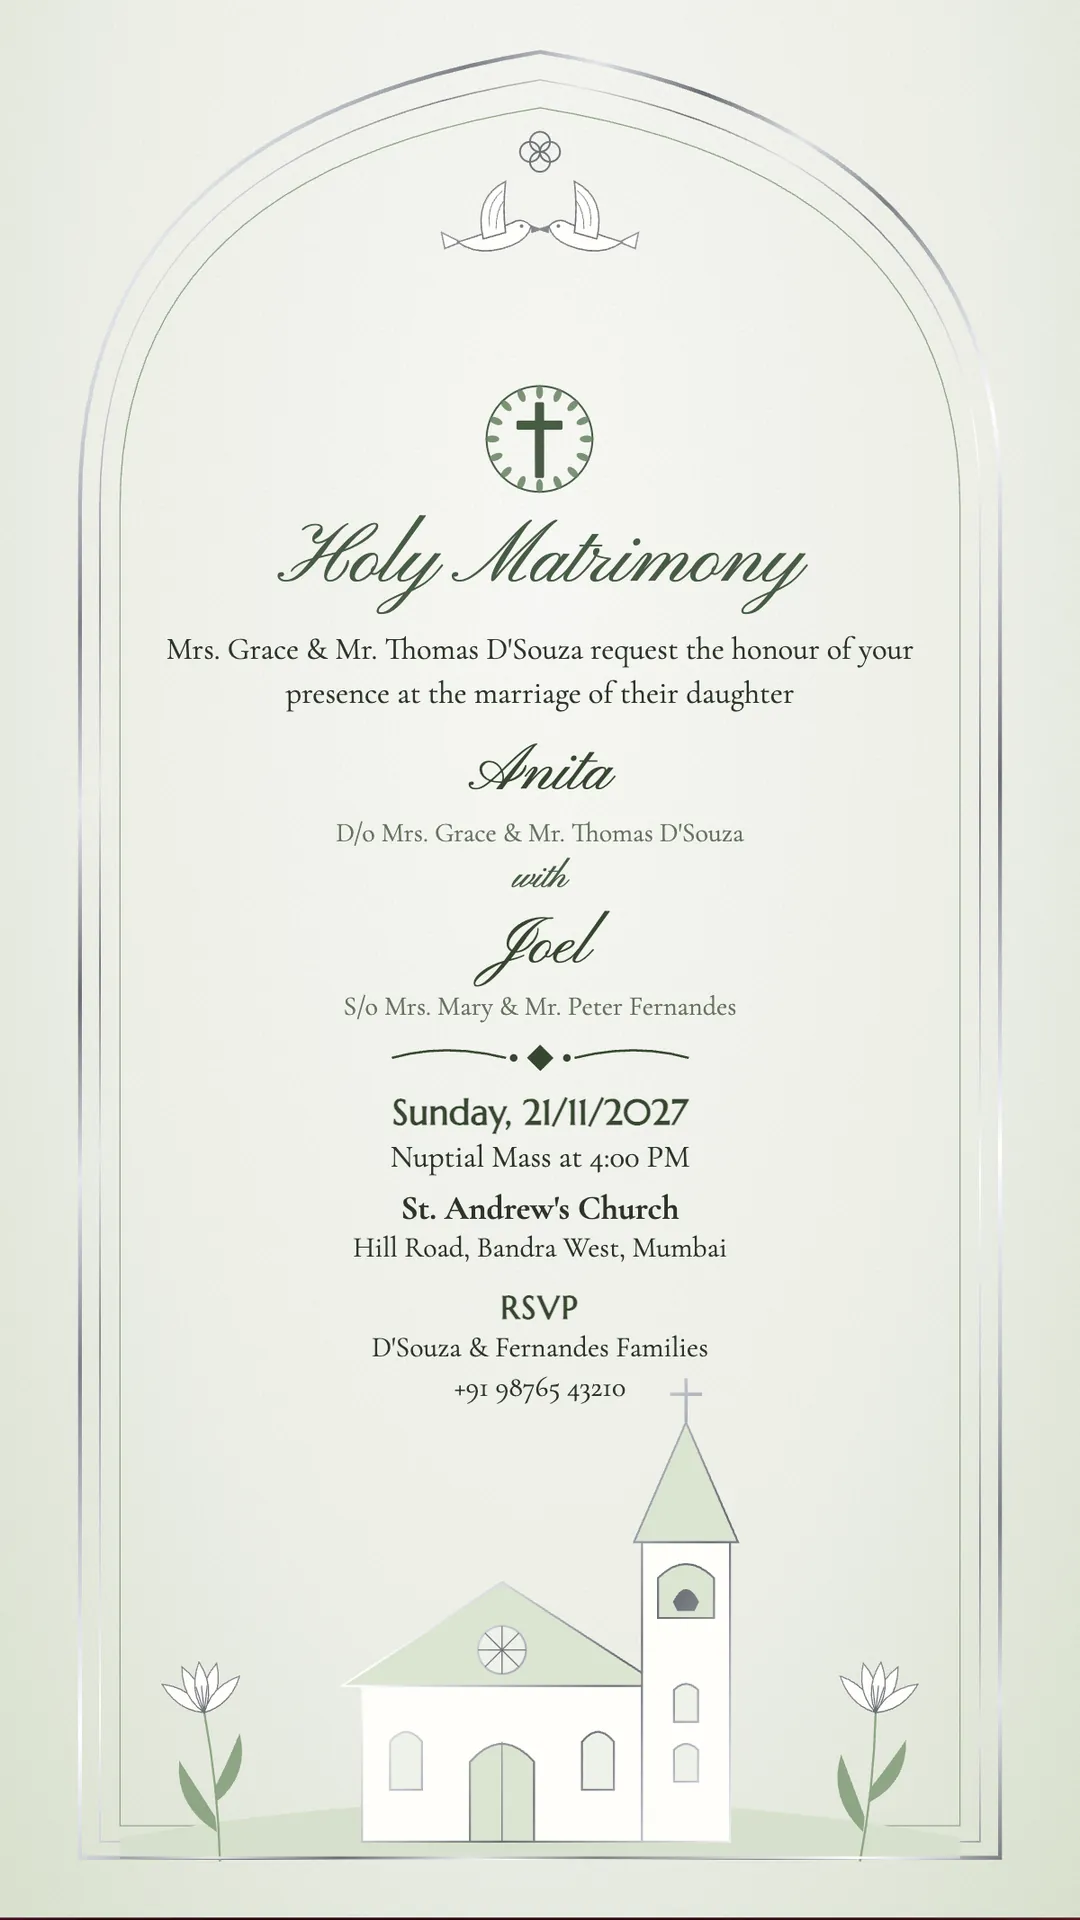 Holy Matrimony
Mrs. Grace & Mr. Thomas D'Souza request the honour of your
presence at the marriage of their daughter
Anita
D/o Mrs. Grace & Mr. Thomas D'Souza
with
Joel
S/o Mrs. Mary & Mr. Peter Fernandes
Sunday, 21/11/2027
Nuptial Mass at 4:00 PM
St. Andrew's Church
Hill Road, Bandra West, Mumbai
RSVP
D'Souza & Fernandes Families
+91 98765 43210